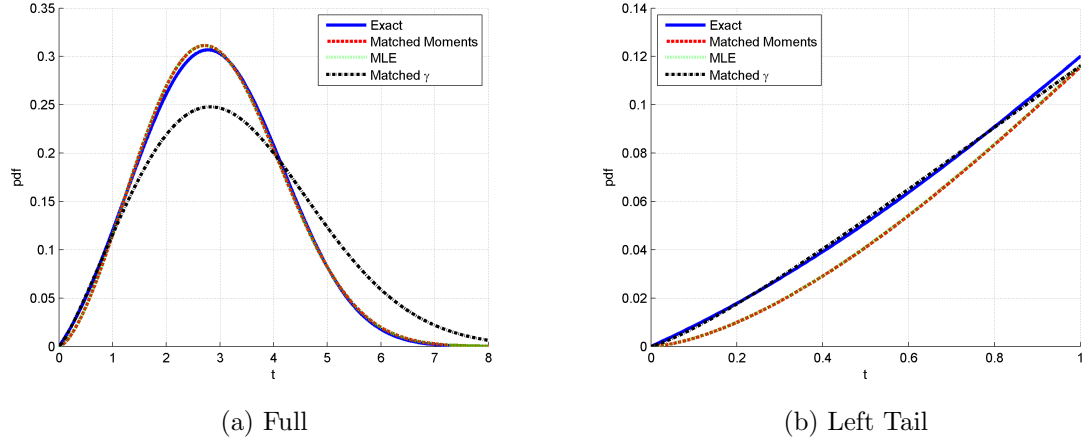 0.35
0.3
0.25
0.2
0.15
0.1
0.05
0
pdf
0 1 2 3 4 5 6 7 8
t
Exact
Matched Moments
MLE
Matched γ
(a) Full
0.14
0.12
0.1
0.08
0.06
0.04
0.02
0
pdf
0 0.2 0.4 0.6 0.8 1
t
Exact
Matched Moments
MLE
Matched γ
(b) Left Tail